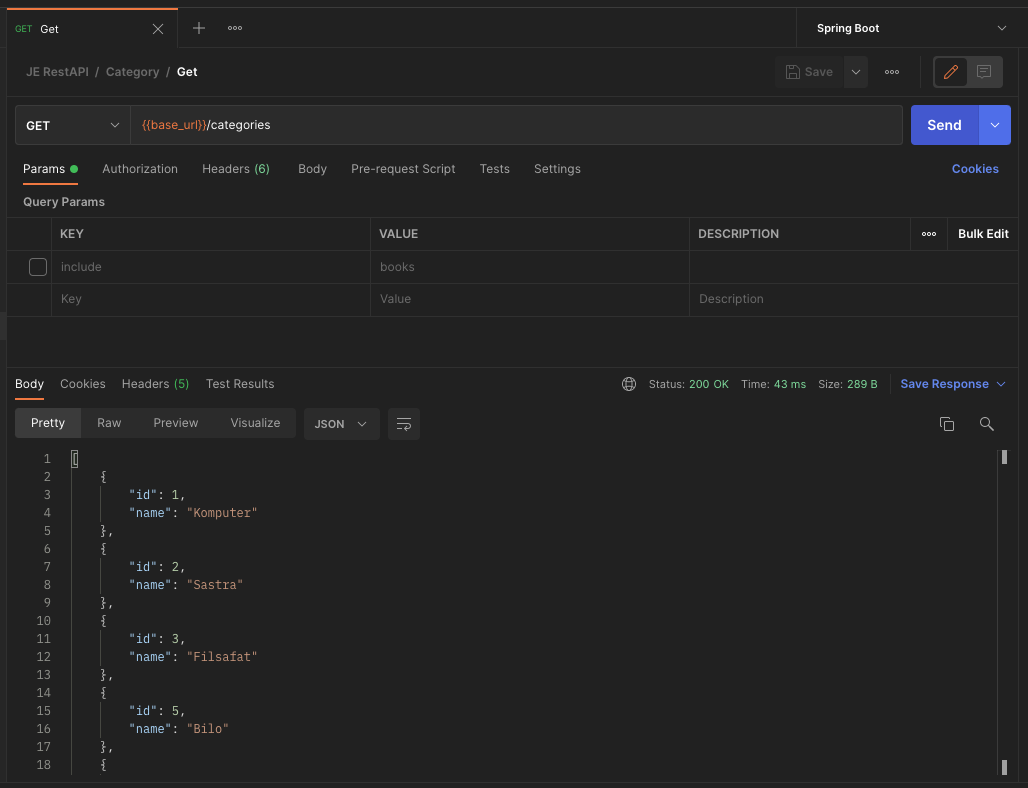 GET Get
Spring Boot
JE RestAPI / Category / Get
Save
GET
{{base_url}}/categories
Send
Params
Authorization
Headers (6)
Body
Pre-request Script
Tests
Settings
Cookies
Query Params
KEY VALUE DESCRIPTION Bulk Edit
include books
Key Value Description
Body Cookies Headers (5) Test Results Status: 200 OK Time: 43 ms Size: 289 B Save Response
Pretty Raw Preview Visualize JSON
1 [
2 {
3 "id": 1,
4 "name": "Komputer"
5 },
6 {
7 "id": 2,
8 "name": "Sastra"
9 },
10 {
11 "id": 3,
12 "name": "Filsafat"
13 },
14 {
15 "id": 5,
16 "name": "Bilo"
17 },
18 {